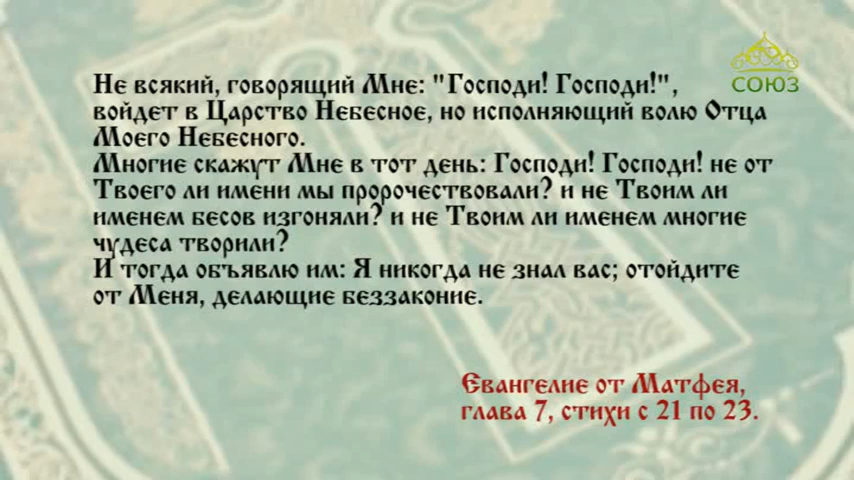 СОЮЗ
Не всякий, говорящий Мне: "Господи! Господи!",
войдет в Царство Небесное, но исполняющий волю Отца
Моего Небесного.
Многие скажут Мне в тот день: Господи! Господи! не от
Твоего ли имени мы пророчествовали? и не Твоим ли
именем бесов изгоняли? и не Твоим ли именем многие
чудеса творили?
И тогда объявлю им: Я никогда не знал вас; отойдите
от Меня, делающие беззаконие.
Евангелие от Матфея,
глава 7, стихи с 21 по 23.